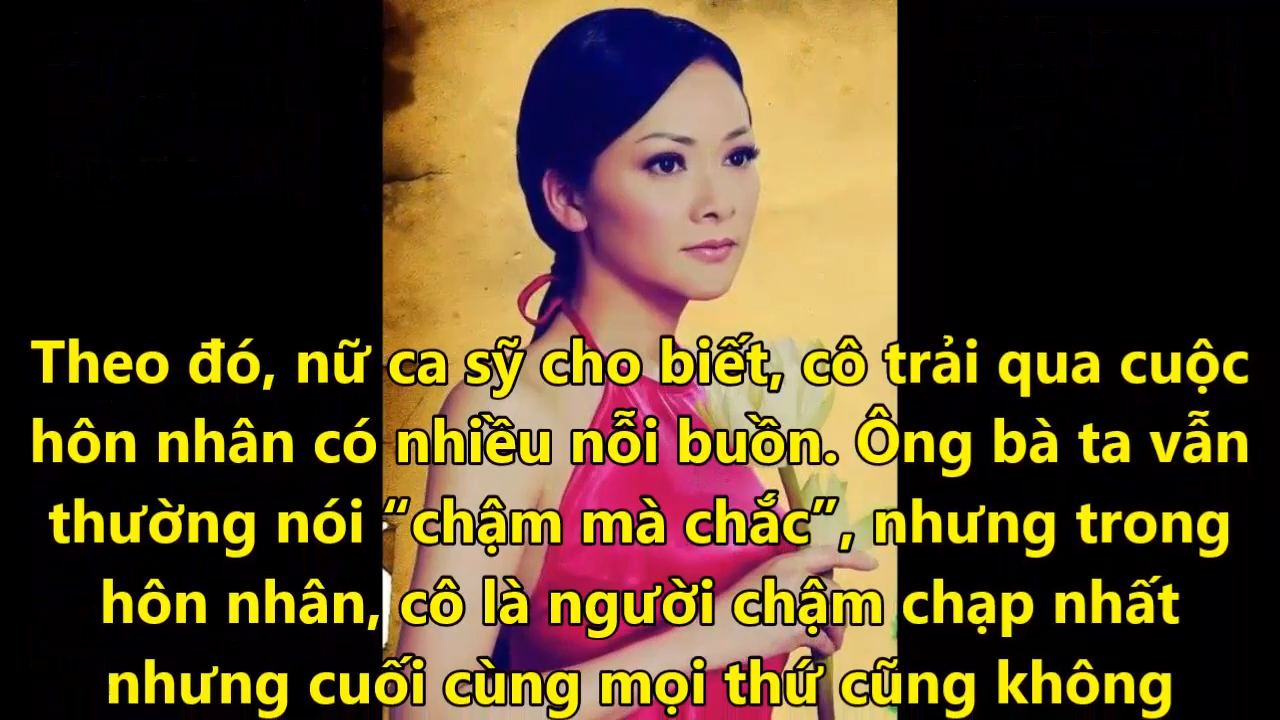 Theo đó, nữ ca sỹ cho biết, cô trải qua cuộc
hôn nhân có nhiều nỗi buồn. Ông bà ta vẫn
thường nói “chậm mà chắc”, nhưng trong
hôn nhân, cô là người chậm chạp nhất
nhưng cuối cùng mọi thứ cũng không